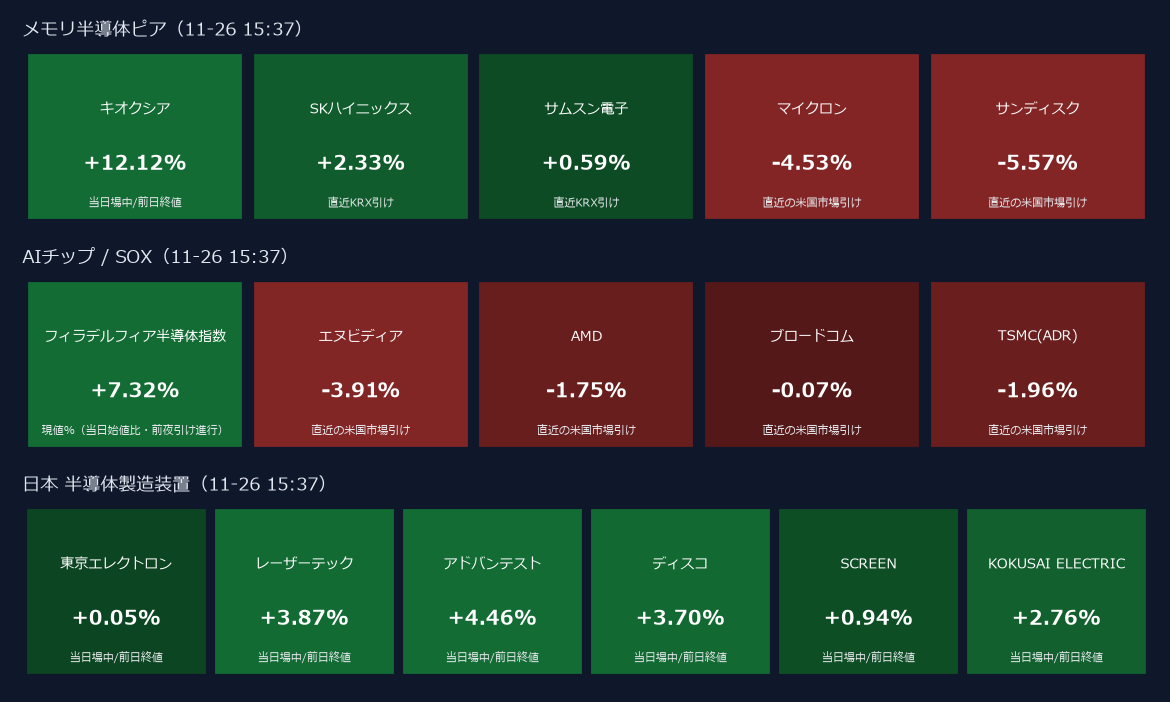 メモリ半導体ピア（11-26 15:37）
キオクシア
+12.12%
当日場中/前日終値
SKハイニックス
+2.33%
直近KRX引け
サムスン電子
+0.59%
直近KRX引け
マイクロン
-4.53%
直近の米国市場引け
サンディスク
-5.57%
直近の米国市場引け
AIチップ / SOX（11-26 15:37）
フィラデルフィア半導体指数
+7.32%
現値%（当日始値比・前夜引け進行）
エヌビディア
-3.91%
直近の米国市場引け
AMD
-1.75%
直近の米国市場引け
ブロードコム
-0.07%
直近の米国市場引け
TSMC(ADR)
-1.96%
直近の米国市場引け
日本 半導体製造装置（11-26 15:37）
東京エレクトロン
+0.05%
当日場中/前日終値
レーザーテック
+3.87%
当日場中/前日終値
アドバンテスト
+4.46%
当日場中/前日終値
ディスコ
+3.70%
当日場中/前日終値
SCREEN
+0.94%
当日場中/前日終値
KOKUSAI ELECTRIC
+2.76%
当日場中/前日終値